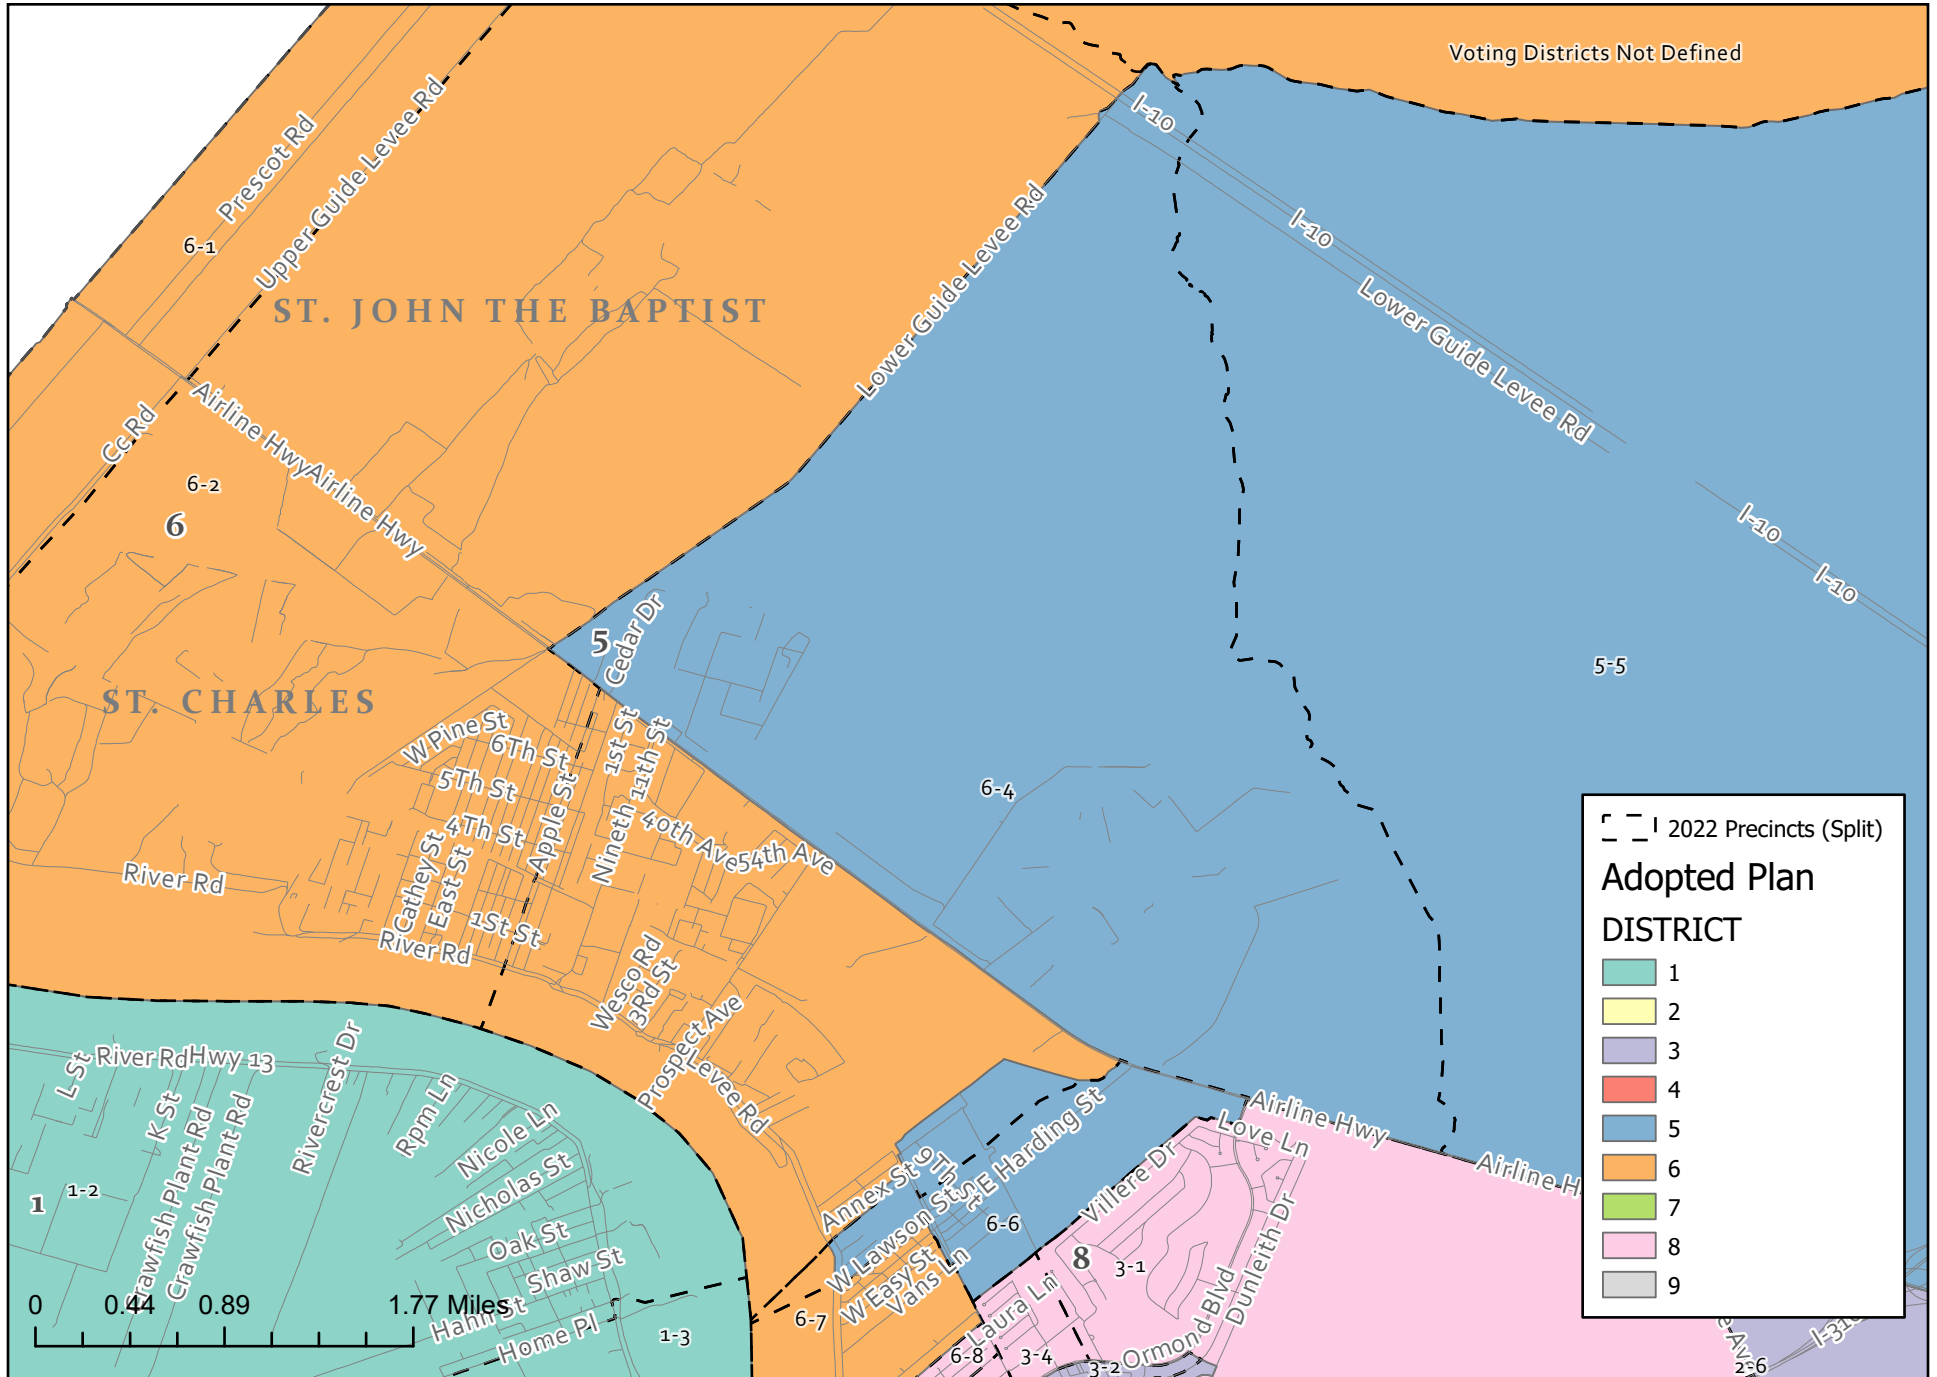 Voting Districts Not Defined
I-10
Prescot Rd
Upper Guide Levee Rd
6-1
I-10
Lower Guide Levee Rd
ST. JOHN THE BAPTIST
Lower Guide Levee Rd
Airline Hwy
Cc Rd
Airline Hwy
6-2
6
I-10
I-10
5
Cedar Dr
5-5
ST. CHARLES
W Pine St
6Th St
1st St
11th St
5Th St
Apple St
Nineth
6-4
4Th St
40th Ave
54th Ave
Cathey St
East St
River Rd
1St St
River Rd
Wesco Rd
3Rd St
Prospect Ave
Levee Rd
2022 Precincts (Split)
Adopted Plan
DISTRICT
1
2
3
4
5
6
7
8
9
L St
River Rd
Hwy 13
Rivercrest Dr
K St
Crawfish Plant Rd
Crawfish Plant Rd
Rpm Ln
Nicole Ln
Nicholas St
Oak St
Shaw St
Hahn St
Home Pl
1
1-2
1-3
Annex St
9Th St
E Harding St
W Lawson St
W Easy St
Vans Ln
6-6
6-7
Villere Dr
Love Ln
Airline Hwy
Airline H
8
3-1
Dunleith Dr
Laura Ln
Ormond Blvd
6-8
3-4
3-2
e Ave
I-310
2-6
0 0.44 0.89 1.77 Miles